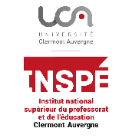 UCA
UNIVERSITÉ
Clermont Auvergne
INSPÉ
Institut national
supérieur du professorat
et de l'éducation
Clermont Auvergne